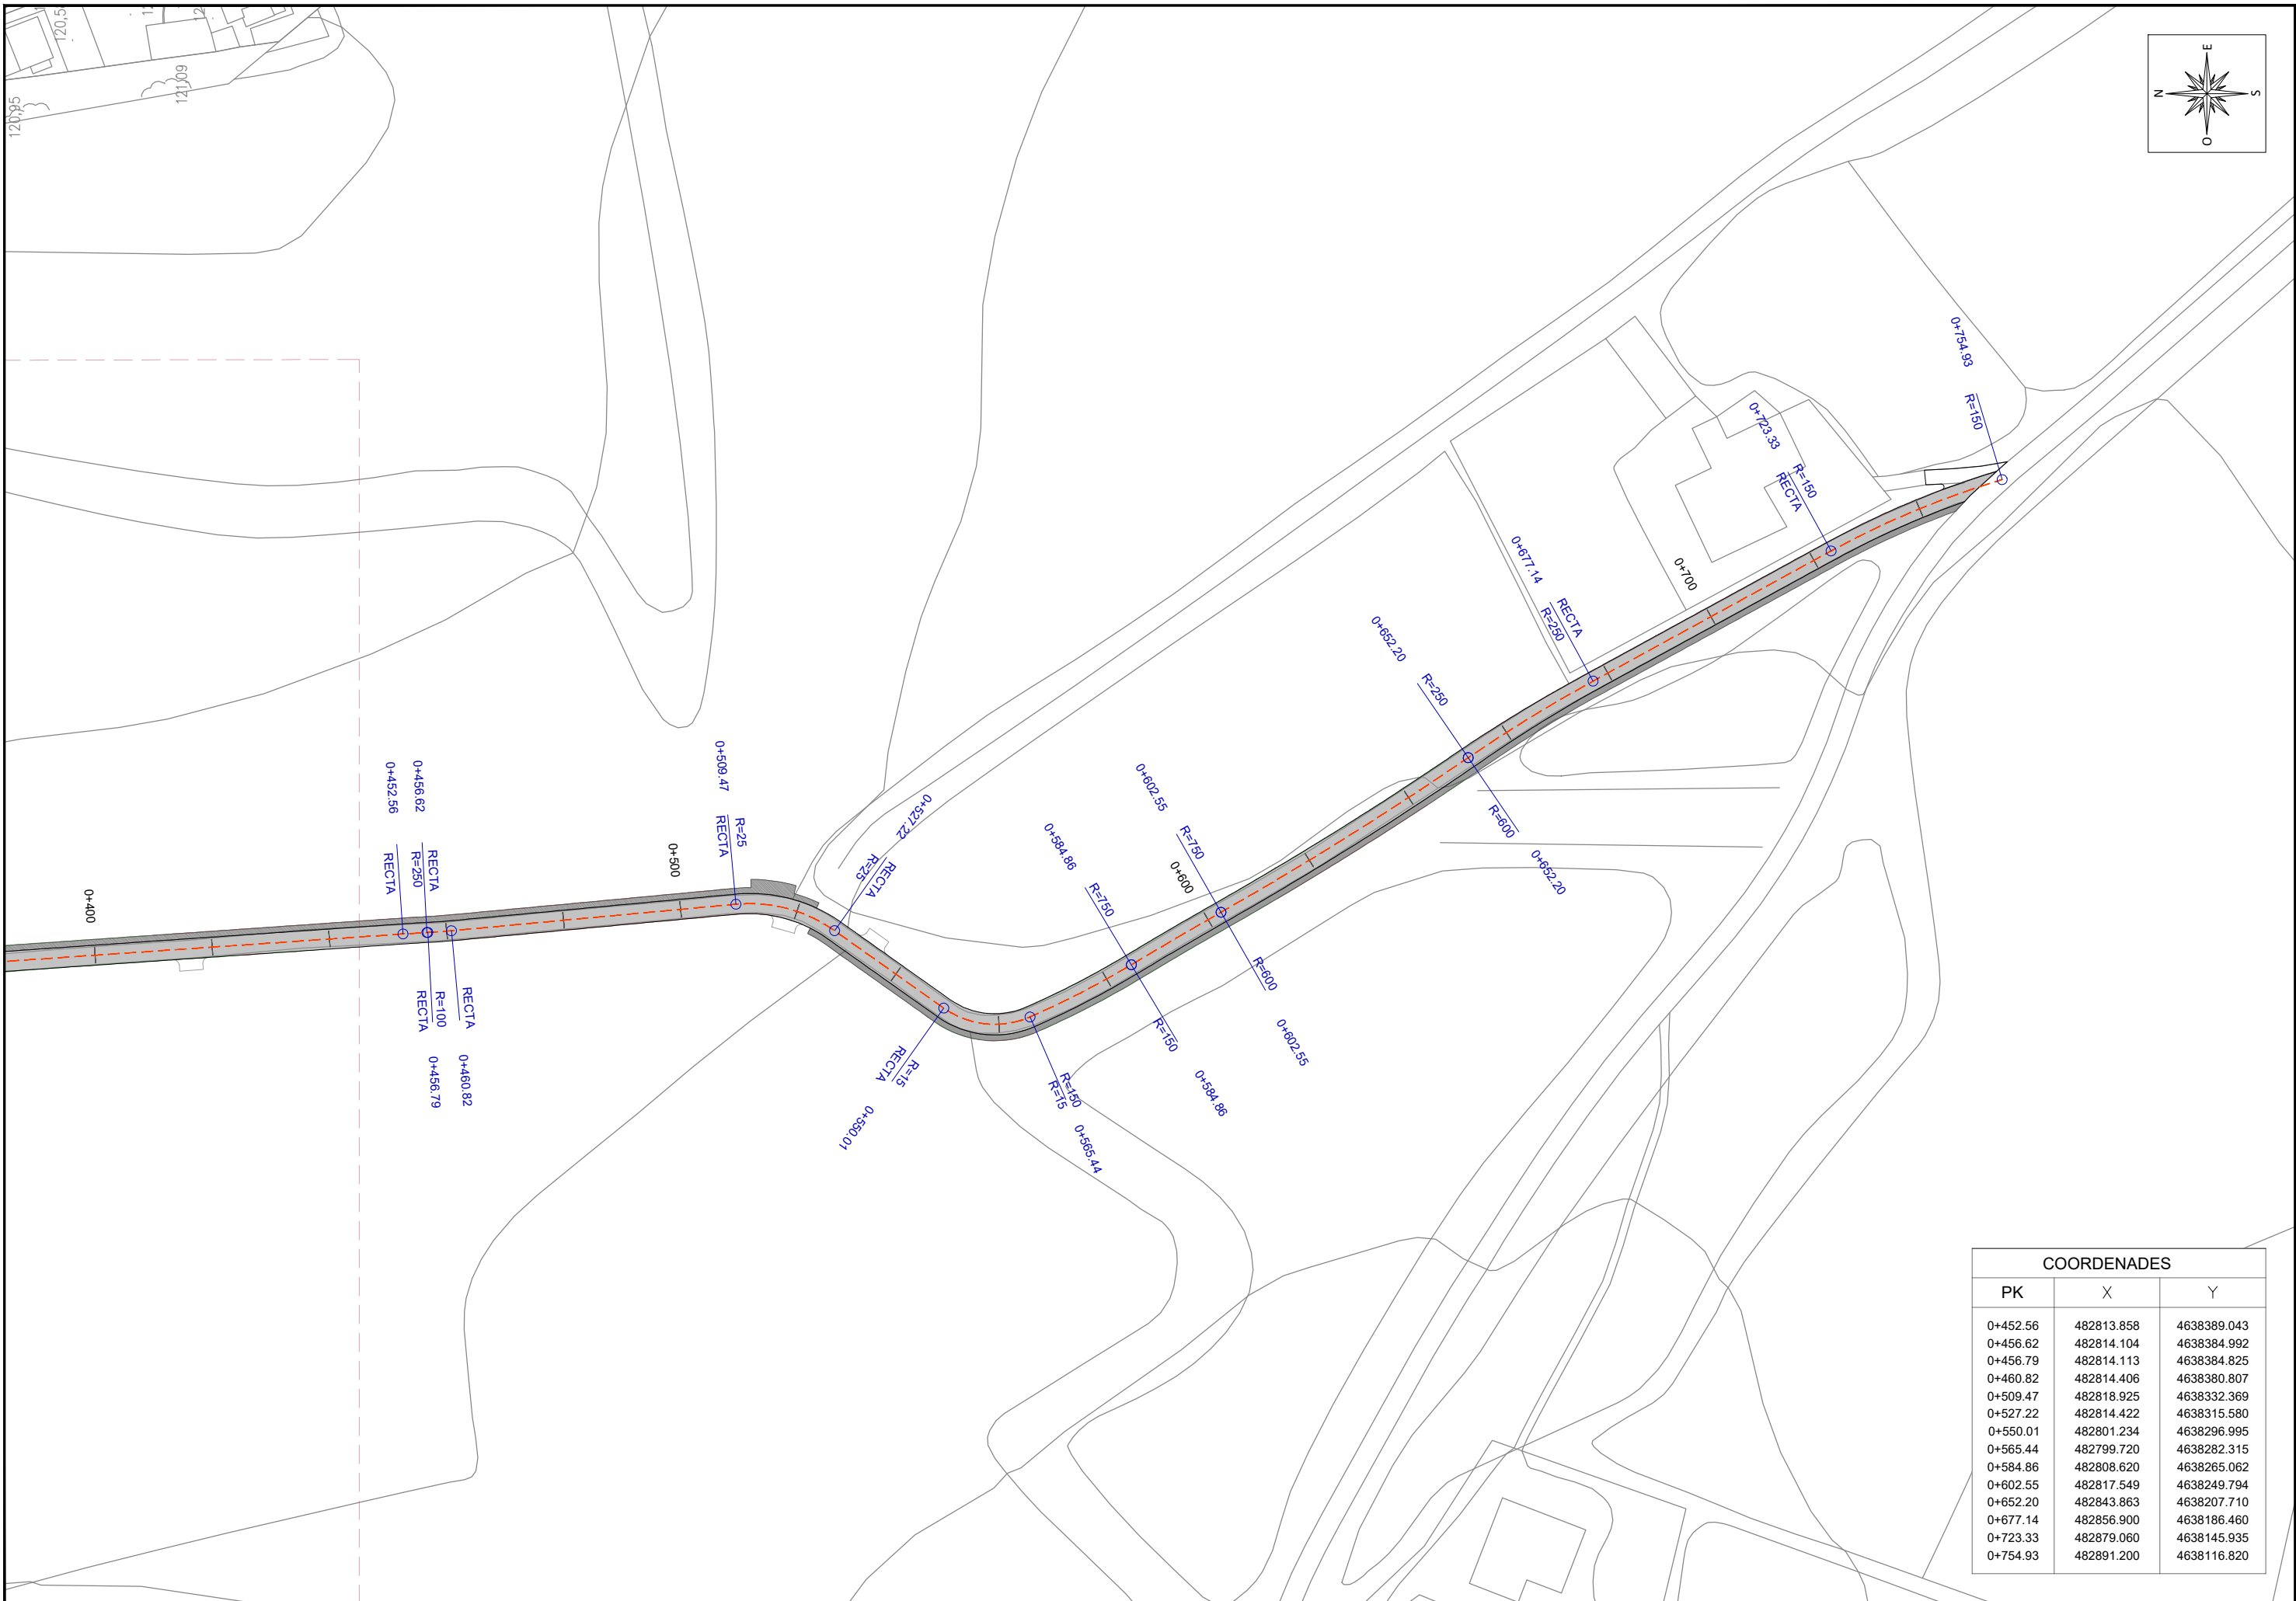 120,95
121,09
E
N
S
O
0+754.93
R=150
0+723.33
R=150
RECTA
0+677.14
RECTA
R=250
0+700
0+652.20
R=250
R=600
0+652.20
0+602.55
R=750
R=600
0+602.55
0+600
0+584.86
R=750
R=150
0+584.86
0+527.22
RECTA
R=25
0+509.47
R=25
RECTA
0+500
0+456.62
RECTA
R=250
0+452.56
RECTA
0+400
RECTA
0+460.82
R=100
RECTA
0+456.79
R=15
RECTA
0+550.01
R=150
R=15
0+565.44
COORDENADES
PK X Y
0+452.56 482813.858 4638389.043
0+456.62 482814.104 4638384.992
0+456.79 482814.113 4638384.825
0+460.82 482814.406 4638380.807
0+509.47 482818.925 4638332.369
0+527.22 482814.422 4638315.580
0+550.01 482801.234 4638296.995
0+565.44 482799.720 4638282.315
0+584.86 482808.620 4638265.062
0+602.55 482817.549 4638249.794
0+652.20 482843.863 4638207.710
0+677.14 482856.900 4638186.460
0+723.33 482879.060 4638145.935
0+754.93 482891.200 4638116.820